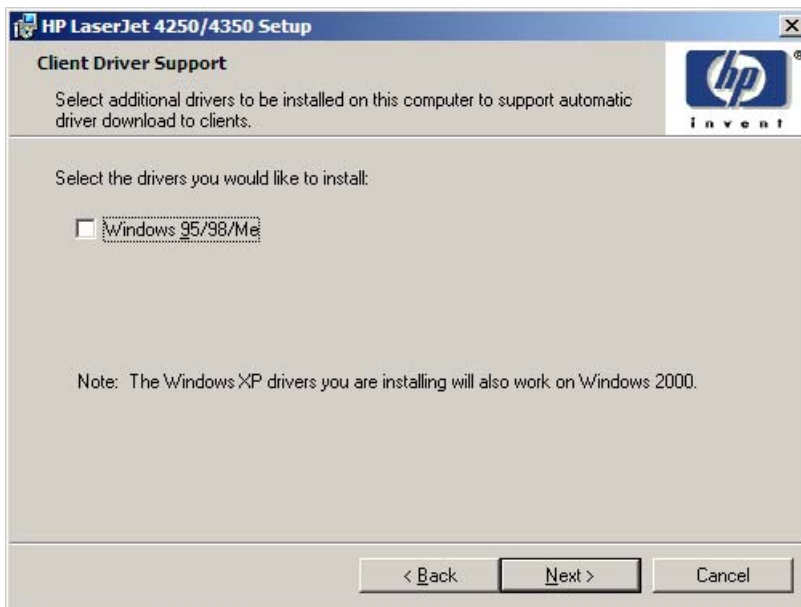 HP LaserJet 4250/4350 Setup
Client Driver Support
Select additional drivers to be installed on this computer to support automatic
driver download to clients.
hp
®
invent
Select the drivers you would like to install:
Windows 95/98/Me
Note: The Windows XP drivers you are installing will also work on Windows 2000.
< Back
Next >
Cancel